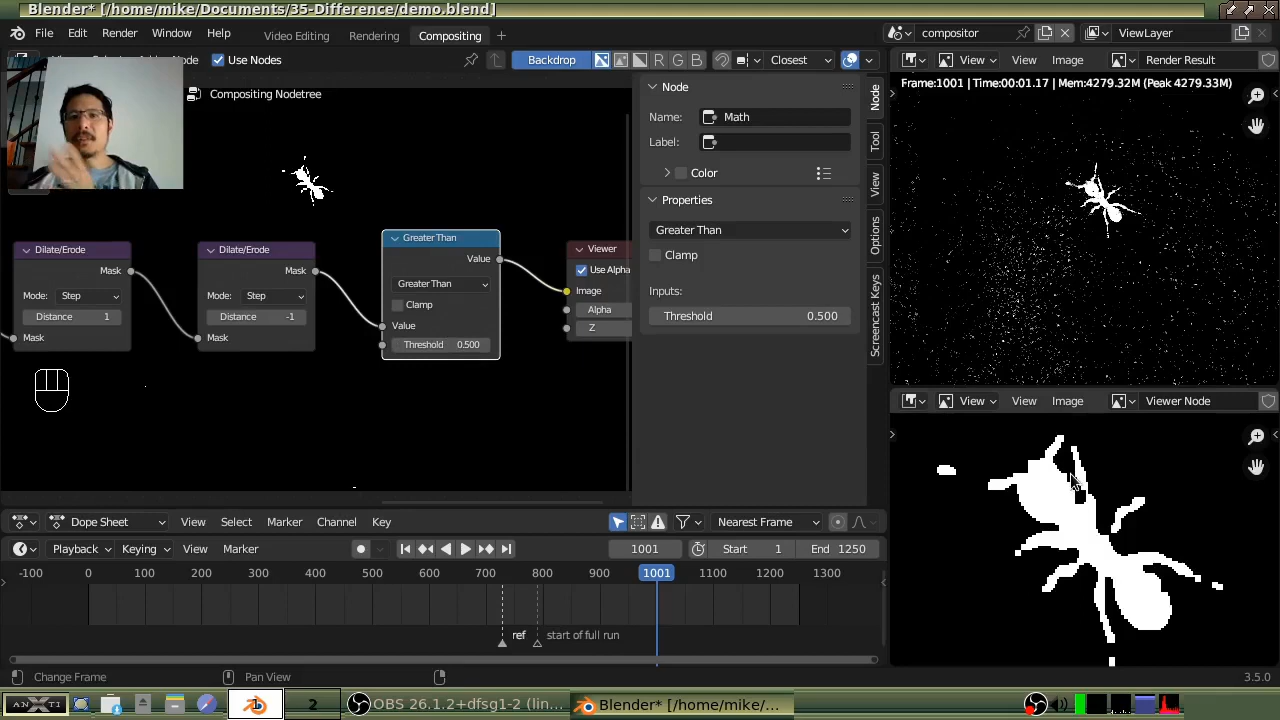 Blender* [/home/mike/Documents/35-Difference/demo.blend]
File Edit Render Window Help Video Editing Rendering Compositing + compositor ViewLayer
Node Use Nodes Backdrop R G B Closest View View Image Render Result
Compositing Nodetree
Frame:1001 | Time:00:01.17 | Mem:4279.32M (Peak 4279.33M)
Node
Name: Math
Label:
Color
Properties
Greater Than
Clamp
Inputs:
Threshold 0.500
Node
Tool
View
Options
Screencast Keys
Dilate/Erode
Mask
Mode: Step
Distance 1
Mask
Dilate/Erode
Mask
Mode: Step
Distance -1
Mask
Greater Than
Value
Greater Than
Clamp
Value
Threshold 0.500
Viewer
Use Alpha
Image
Alpha
Z
View View Image Viewer Node
Dope Sheet View Select Marker Channel Key Nearest Frame
Playback Keying View Marker 1001 Start 1 End 1250
-100 0 100 200 300 400 500 600 700 800 900 1001 1100 1200 1300
ref start of full run
Change Frame Pan View 3.5.0
2 OBS 26.1.2+dfsg1-2 (lin... Blender* [/home/mike/...